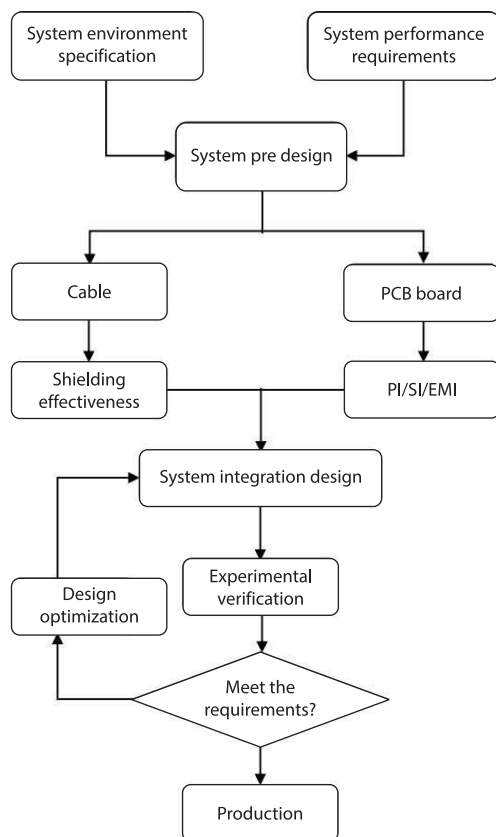 System environment
specification
System performance
requirements
System pre design
Cable
PCB board
Shielding
effectiveness
PI/SI/EMI
System integration design
Design
optimization
Experimental
verification
Meet the
requirements?
Production